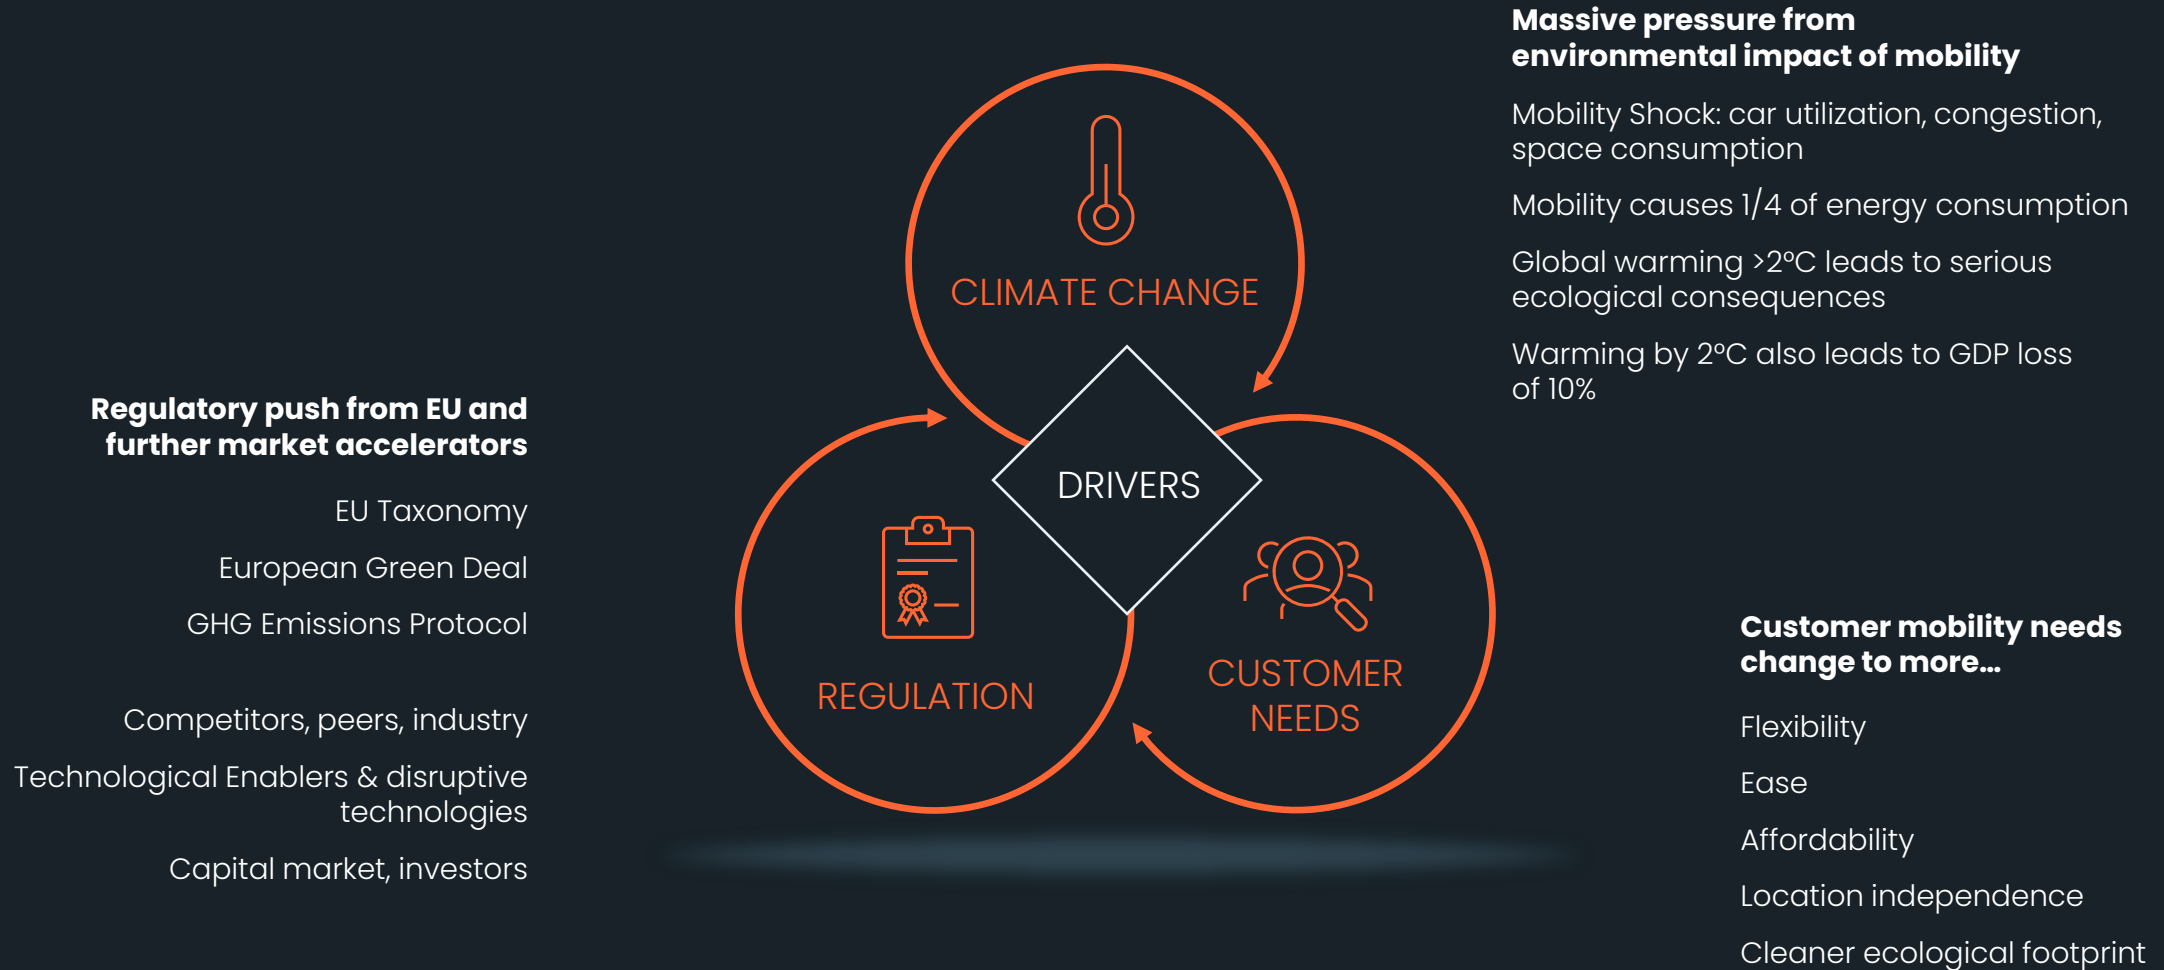 Massive pressure from
environmental impact of mobility
Mobility Shock: car utilization, congestion,
space consumption
Mobility causes 1/4 of energy consumption
Global warming >2°C leads to serious
ecological consequences
Warming by 2°C also leads to GDP loss
of 10%
CLIMATE CHANGE
DRIVERS
REGULATION
CUSTOMER
NEEDS
Regulatory push from EU and
further market accelerators
EU Taxonomy
European Green Deal
GHG Emissions Protocol
Competitors, peers, industry
Technological Enablers & disruptive
technologies
Capital market, investors
Customer mobility needs
change to more...
Flexibility
Ease
Affordability
Location independence
Cleaner ecological footprint